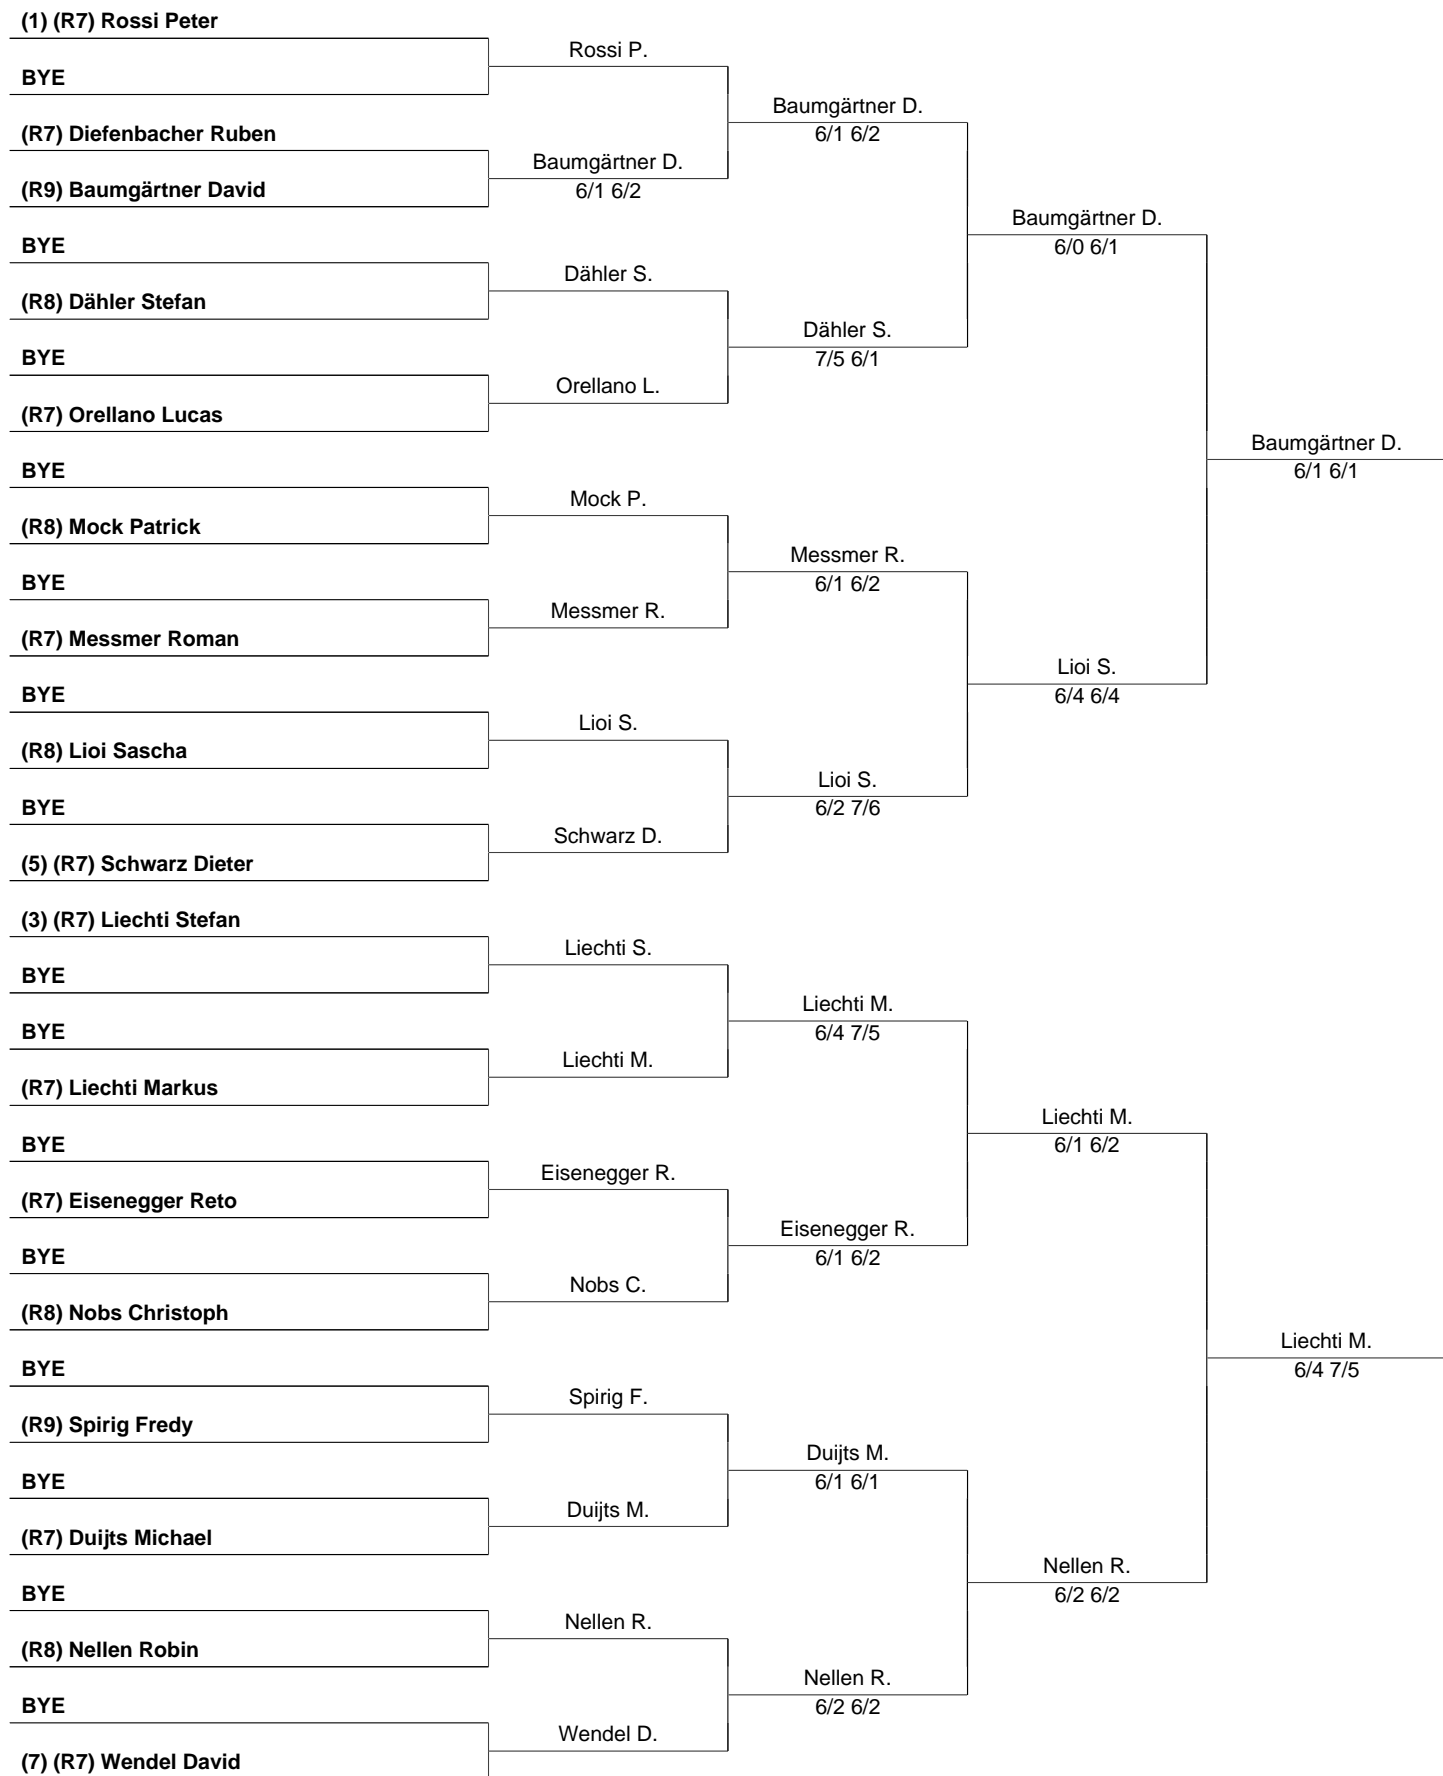 (1) (R7) Rossi Peter
BYE
(R7) Diefenbacher Ruben
(R9) Baumgärtner David
BYE
(R8) Dähler Stefan
BYE
(R7) Orellano Lucas
BYE
(R8) Mock Patrick
BYE
(R7) Messmer Roman
BYE
(R8) Lioi Sascha
BYE
(5) (R7) Schwarz Dieter
(3) (R7) Liechti Stefan
BYE
BYE
(R7) Liechti Markus
BYE
(R7) Eisenegger Reto
BYE
(R8) Nobs Christoph
BYE
(R9) Spirig Fredy
BYE
(R7) Duijts Michael
BYE
(R8) Nellen Robin
BYE
(7) (R7) Wendel David
Rossi P.
Baumgärtner D.
6/1 6/2
Dähler S.
Orellano L.
Mock P.
Messmer R.
Lioi S.
Schwarz D.
Liechti S.
Liechti M.
Eisenegger R.
Nobs C.
Spirig F.
Duijts M.
Nellen R.
Wendel D.
Baumgärtner D.
6/1 6/2
Dähler S.
7/5 6/1
Messmer R.
6/1 6/2
Lioi S.
6/2 7/6
Liechti M.
6/4 7/5
Eisenegger R.
6/1 6/2
Duijts M.
6/1 6/1
Nellen R.
6/2 6/2
Baumgärtner D.
6/0 6/1
Lioi S.
6/4 6/4
Liechti M.
6/1 6/2
Nellen R.
6/2 6/2
Baumgärtner D.
6/1 6/1
Liechti M.
6/4 7/5